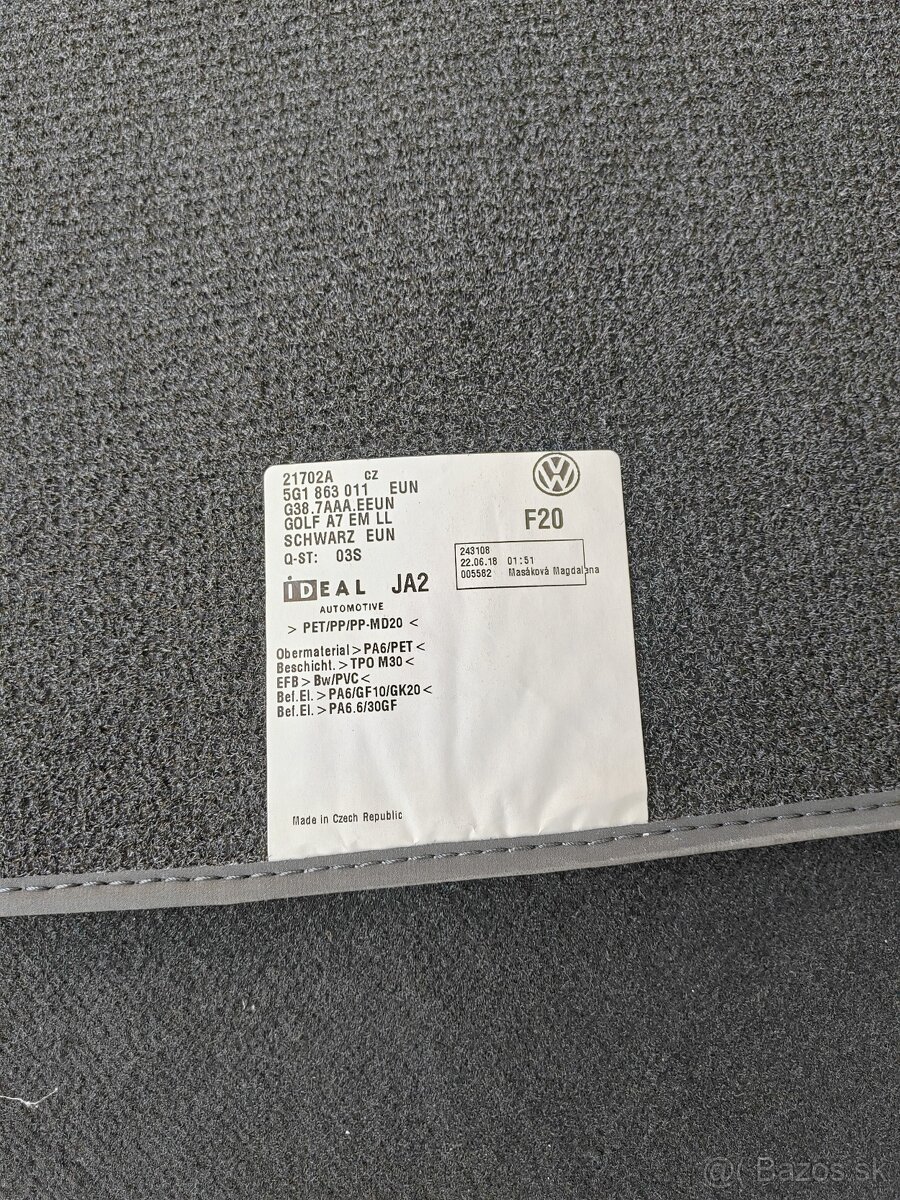 21702A CZ
5G1 863 011 EUN
G38.7AAA.EEUN
GOLF A7 EM LL
SCHWARZ EUN
Q-ST: 03S
VW
F20
243108
22.06.18 01:51
005582 Masáková Magdalena
iDEAL JA2
AUTOMOTIVE
> PET/PP/PP-MD20 <
Obermaterial > PA6/PET <
Beschicht. > TPO M30 <
EFB > Bw/PVC <
Bef.El. > PA6/GF10/GK20 <
Bef.El. > PA6.6/30GF
Made in Czech Republic
@( Bazos.sk